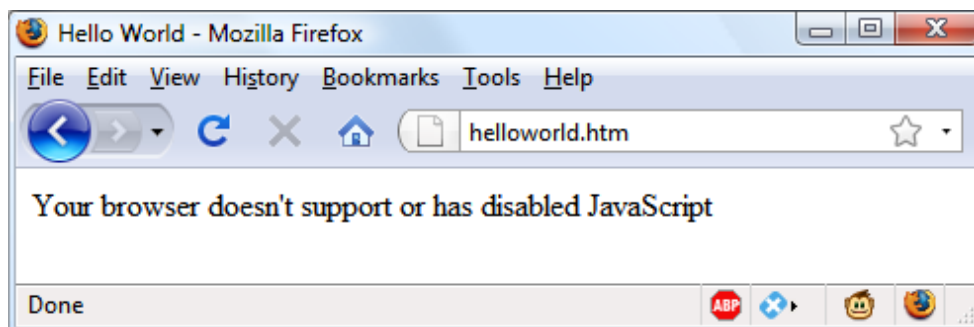 Hello World - Mozilla Firefox
File Edit View History Bookmarks Tools Help
helloworld.htm
Your browser doesn't support or has disabled JavaScript
Done
ABP